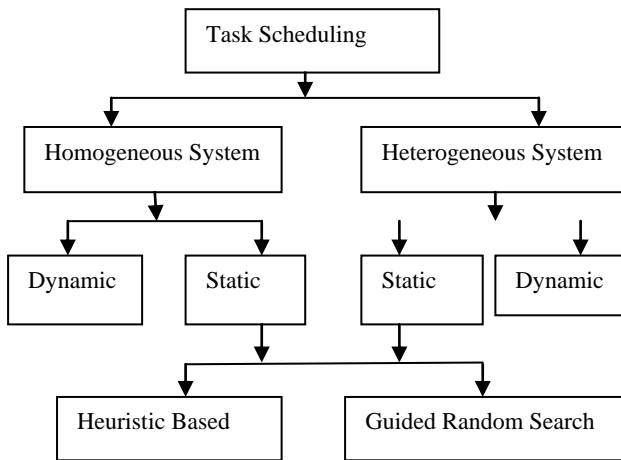 Task Scheduling
Homogeneous System
Heterogeneous System
Dynamic
Static
Static
Dynamic
Heuristic Based
Guided Random Search